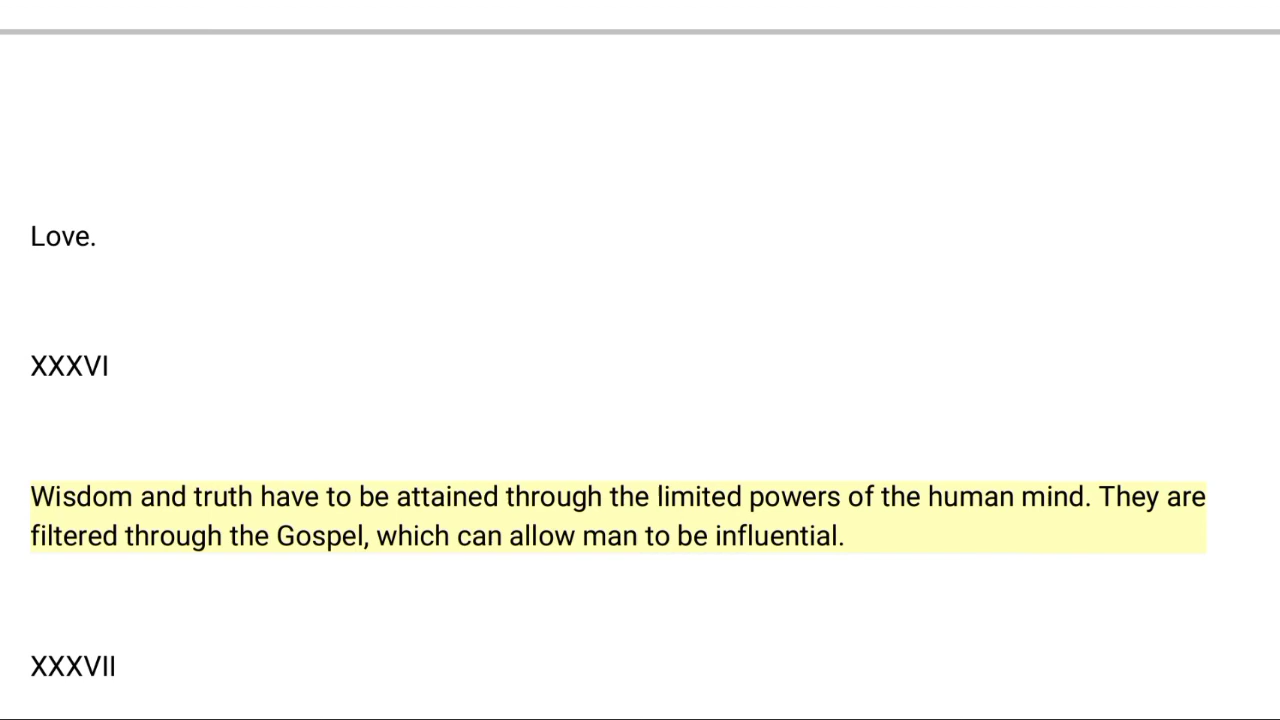 Love.
XXXVI
Wisdom and truth have to be attained through the limited powers of the human mind. They are
filtered through the Gospel, which can allow man to be influential.
XXXVII